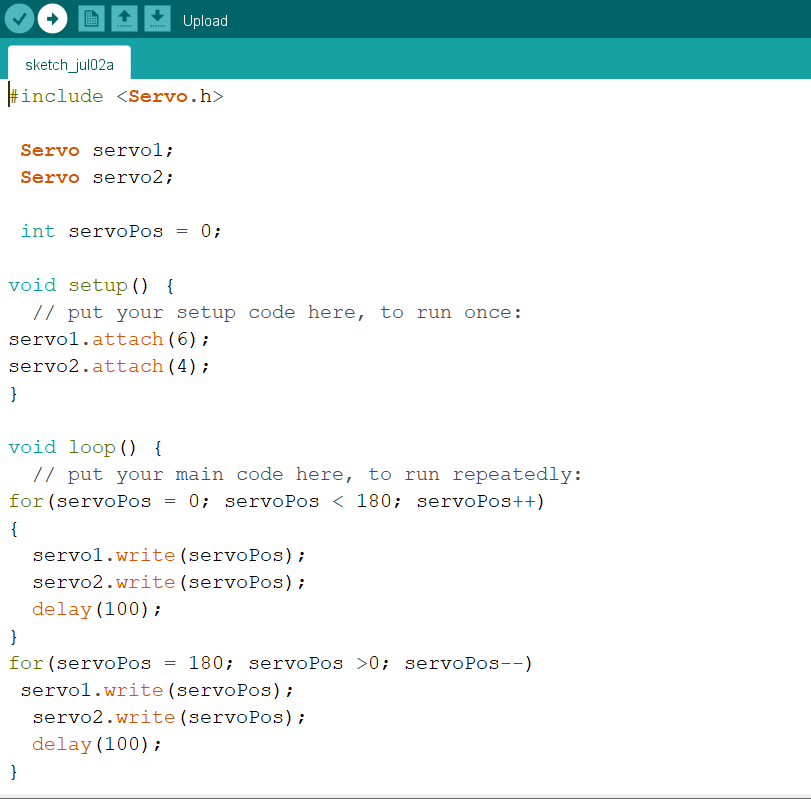 Upload
sketch_jul02a
#include <Servo.h>
Servo servo1;
Servo servo2;
int servoPos = 0;
void setup() {
// put your setup code here, to run once:
servo1.attach(6);
servo2.attach(4);
}
void loop() {
// put your main code here, to run repeatedly:
for(servoPos = 0; servoPos < 180; servoPos++)
{
servo1.write(servoPos);
servo2.write(servoPos);
delay(100);
}
for(servoPos = 180; servoPos >0; servoPos--)
servo1.write(servoPos);
servo2.write(servoPos);
delay(100);
}